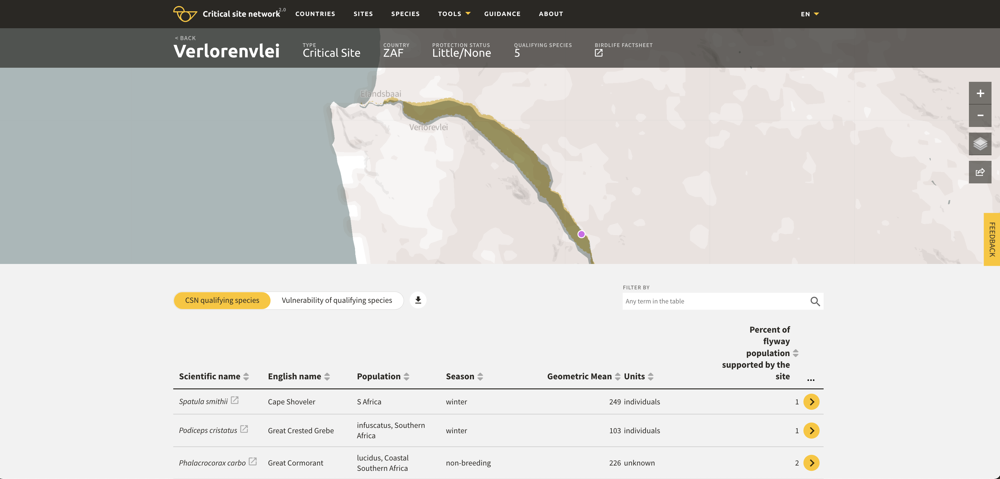 Critical site network 2.0 COUNTRIES SITES SPECIES TOOLS GUIDANCE ABOUT EN
< BACK
Verlorenvlei
TYPE
Critical Site
COUNTRY
ZAF
PROTECTION STATUS
Little/None
QUALIFYING SPECIES
5
BIRDLIFE FACTSHEET
Elandsbaai
Verlorevlei
+
−
FEEDBACK
CSN qualifying species Vulnerability of qualifying species
FILTER BY
Any term in the table
Scientific name English name Population Season Geometric Mean Units
Percent of
flyway
population
supported by the
site
...
Spatula smithii Cape Shoveler S Africa winter 249 individuals 1
Podiceps cristatus Great Crested Grebe
infuscatus, Southern
Africa
winter 103 individuals 1
Phalacrocorax carbo Great Cormorant
lucidus, Coastal
Southern Africa
non-breeding 226 unknown 2